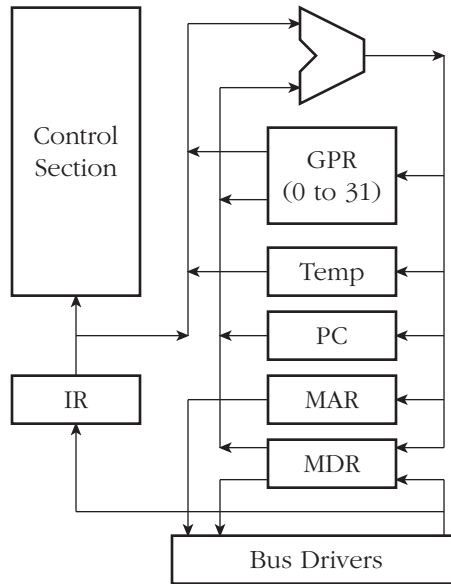 Control
Section
GPR
(0 to 31)
Temp
PC
IR
MAR
MDR
Bus Drivers